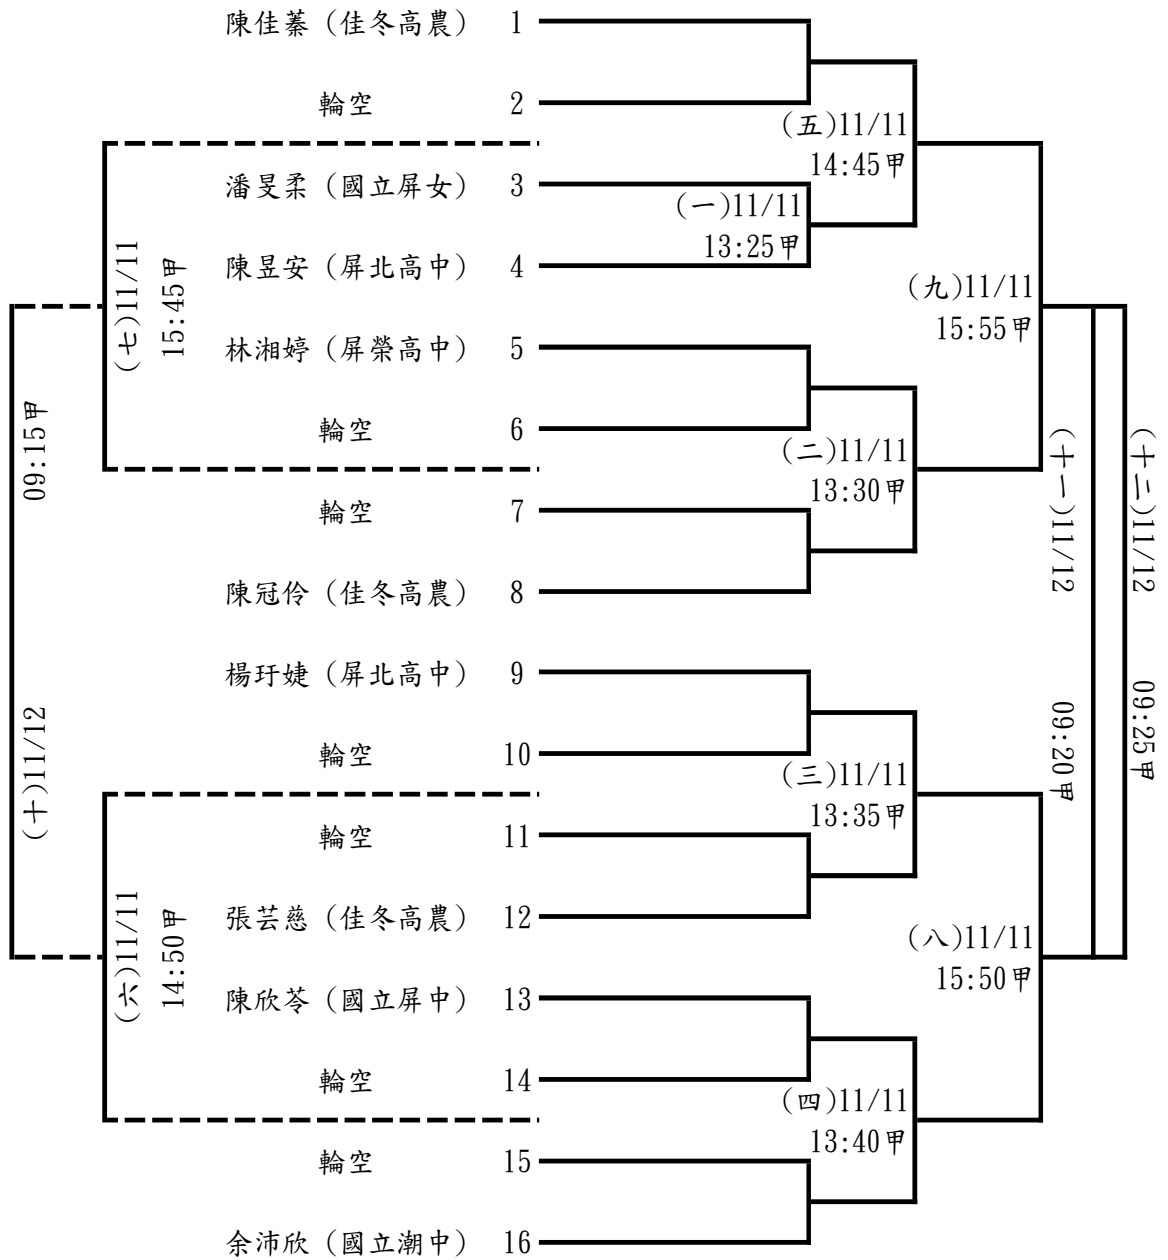 陳佳蓁 (佳冬高農) 1
輪空 2
(五)11/11
14:45甲
潘旻柔 (國立屏女) 3
(一)11/11
13:25甲
陳昱安 (屏北高中) 4
(七)11/11
15:45甲
(九)11/11
15:55甲
林湘婷 (屏榮高中) 5
輪空 6
(二)11/11
13:30甲
輪空 7
陳冠伶 (佳冬高農) 8
(十)11/12 09:15甲
(十一)11/12 09:20甲
(十二)11/12 09:25甲
楊玗婕 (屏北高中) 9
輪空 10
(三)11/11
13:35甲
輪空 11
張芸慈 (佳冬高農) 12
(六)11/11
14:50甲
(八)11/11
15:50甲
陳欣苓 (國立屏中) 13
輪空 14
(四)11/11
13:40甲
輪空 15
余沛欣 (國立潮中) 16